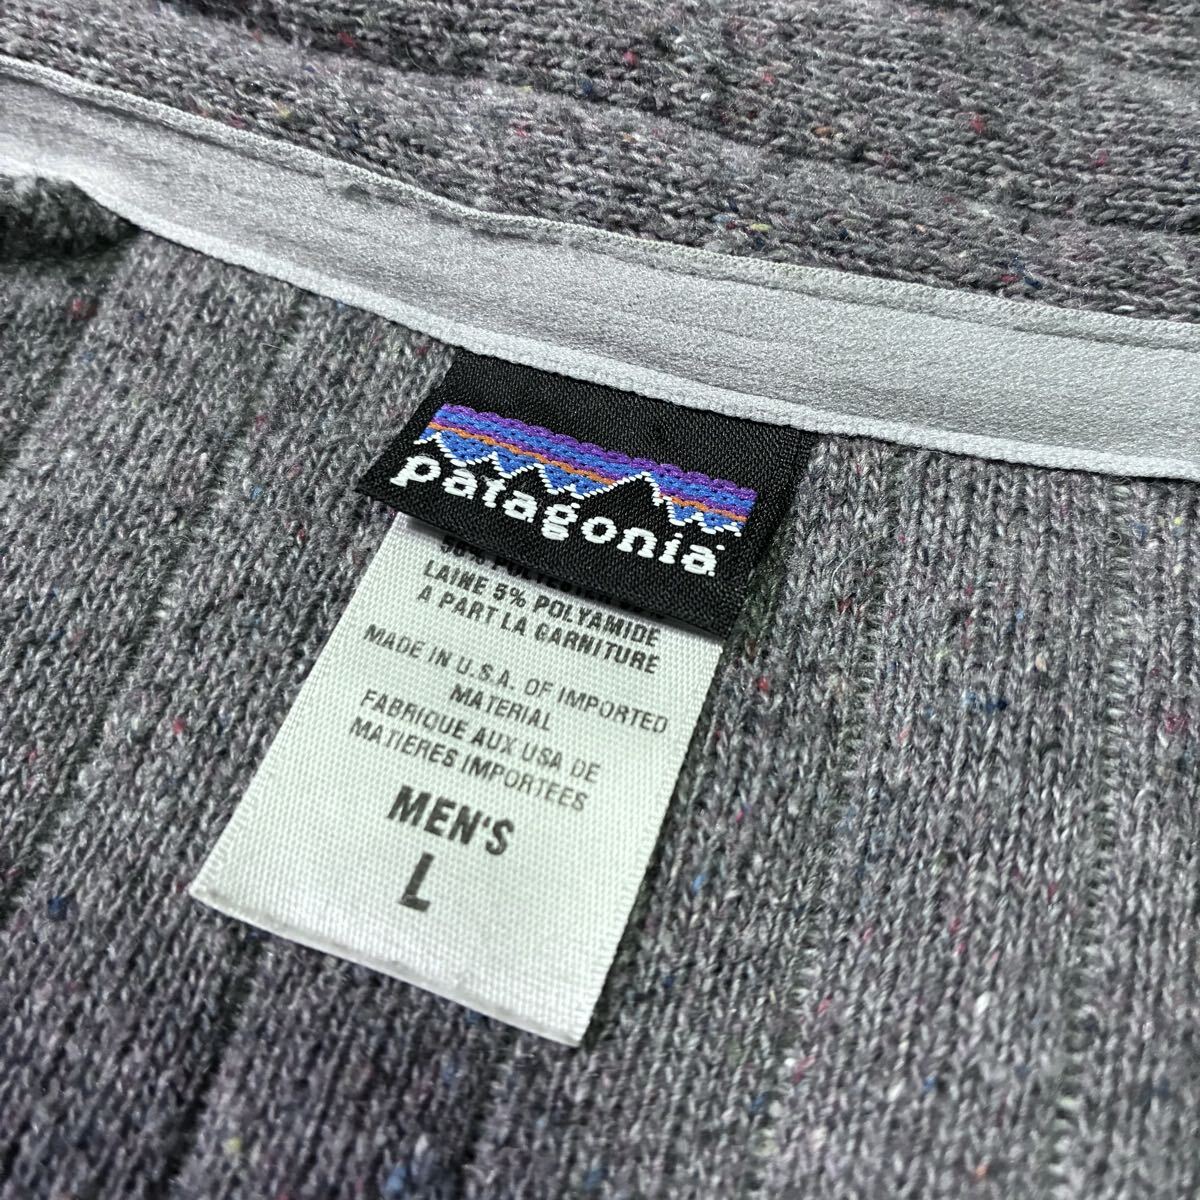 patagonia
LAINE 5% POLYAMIDE
A PART LA GARNITURE
MADE IN U.S.A. OF IMPORTED
MATERIAL
FABRIQUE AUX USA DE
MATIERES IMPORTEES
MEN'S
L